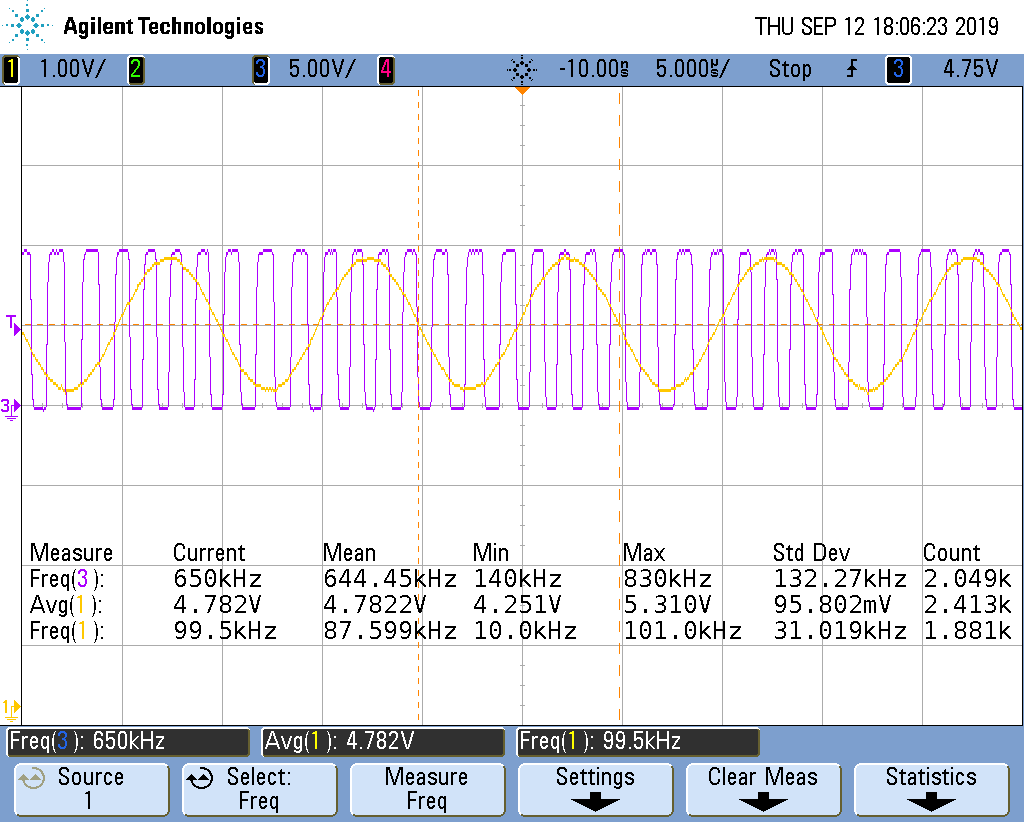 Agilent Technologies THU SEP 12 18:06:23 2019
1 1.00V/ 2 3 5.00V/ 4 -10.00s 5.000s/ Stop 3 4.75V
T
3
Measure Current Mean Min Max Std Dev Count
Freq(3): 650kHz 644.45kHz 140kHz 830kHz 132.27kHz 2.049k
Avg(1): 4.782V 4.7822V 4.251V 5.310V 95.802mV 2.413k
Freq(1): 99.5kHz 87.599kHz 10.0kHz 101.0kHz 31.019kHz 1.881k
1
Freq(3): 650kHz Avg(1): 4.782V Freq(1): 99.5kHz
Source Select: Measure Settings Clear Meas Statistics
1 Freq Freq